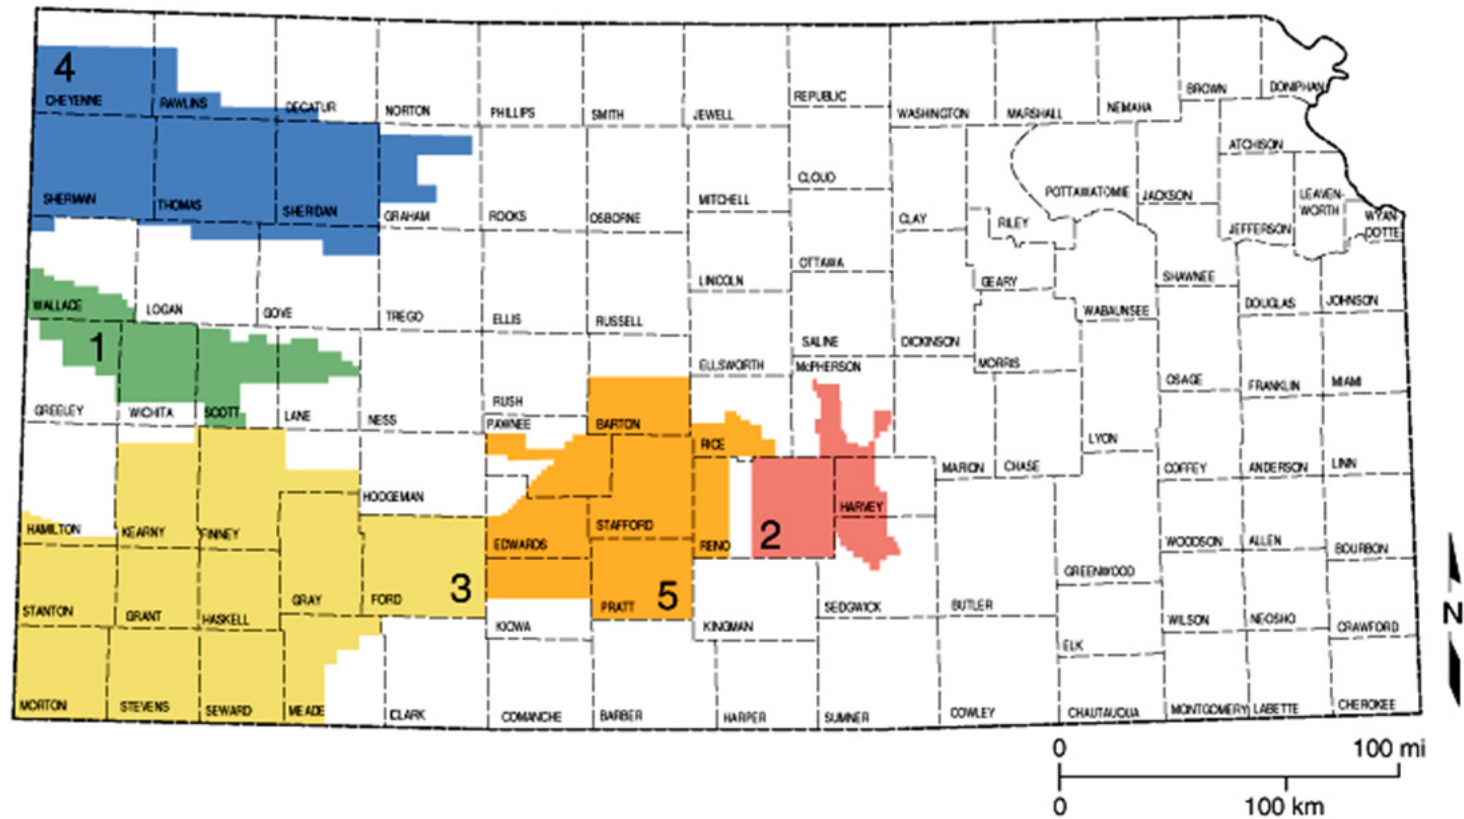 4
CHEYENNE
RAWLINS
DECATUR
NORTON
PHILLIPS
SMITH
JEWELL
REPUBLIC
WASHINGTON
MARSHALL
NEMAHA
BROWN
DONIPHAN
ATCHISON
SHERMAN
THOMAS
SHERIDAN
GRAHAM
ROOKS
OSBORNE
MITCHELL
CLOUD
CLAY
RILEY
POTTAWATOMIE
JACKSON
JEFFERSON
LEAVEN-
WORTH
WYAN
DOTTE
WALLACE
LOGAN
GOVE
TREGO
ELLIS
RUSSELL
LINCOLN
OTTAWA
GEARY
WABAUNSEE
SHAWNEE
DOUGLAS
JOHNSON
1
GREELEY
WICHITA
SCOTT
LANE
NESS
RUSH
PAWNEE
BARTON
ELLSWORTH
SALINE
McPHERSON
DICKINSON
MORRIS
OSAGE
FRANKLIN
MIAMI
RICE
MARION
CHASE
LYON
COFFEY
ANDERSON
LINN
HAMILTON
KEARNY
FINNEY
HODGEMAN
EDWARDS
STAFFORD
RENO
2
HARVEY
WOODSON
ALLEN
BOURBON
STANTON
GRANT
HASKELL
GRAY
FORD
3
KIOWA
PRATT
5
KINGMAN
SEDGWICK
BUTLER
GREENWOOD
ELK
WILSON
NEOSHO
CRAWFORD
MORTON
STEVENS
SEWARD
MEADE
CLARK
COMANCHE
BARBER
HARPER
SUMNER
COWLEY
CHAUTAUQUA
MONTGOMERY
LABETTE
CHEROKEE
N
0
100 mi
0
100 km